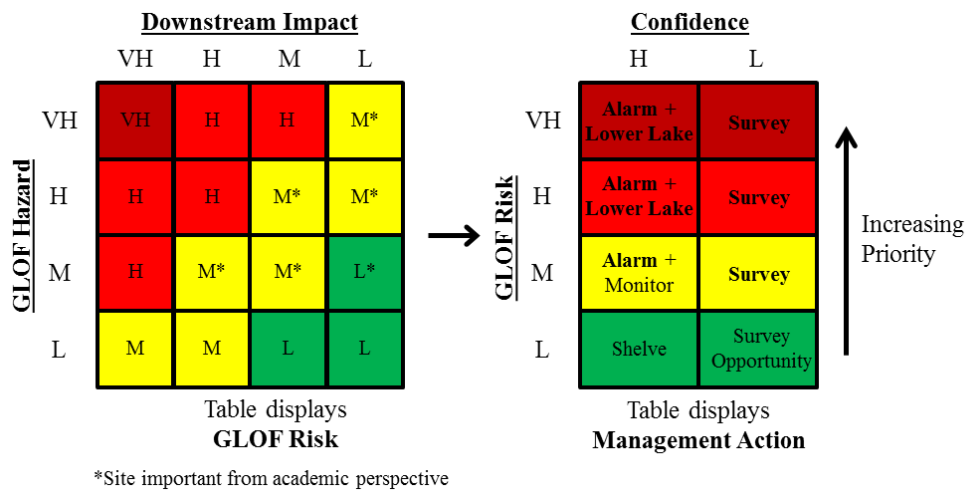 Downstream Impact
VH H M L
GLOF Hazard
VH VH H H M*
H H H M* M*
M H M* M* L*
L M M L L
Table displays
GLOF Risk
*Site important from academic perspective
Confidence
H L
GLOF Risk
VH
Alarm +
Lower Lake
Survey
H
Alarm +
Lower Lake
Survey
M
Alarm +
Monitor
Survey
L
Shelve
Survey
Opportunity
Table displays
Management Action
Increasing
Priority